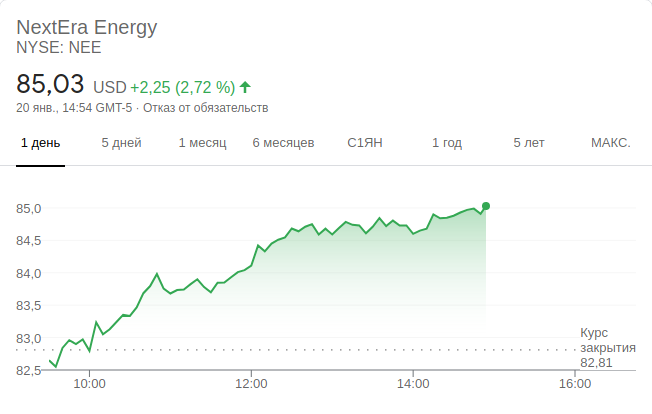 NextEra Energy
NYSE: NEE
85,03 USD +2,25 (2,72 %)
20 янв., 14:54 GMT-5 · Отказ от обязательств
1 день 5 дней 1 месяц 6 месяцев С1ЯН 1 год 5 лет МАКС.
85,0
84,5
84,0
83,5
83,0
82,5
Курс
закрытия
82,81
10:00 12:00 14:00 16:00